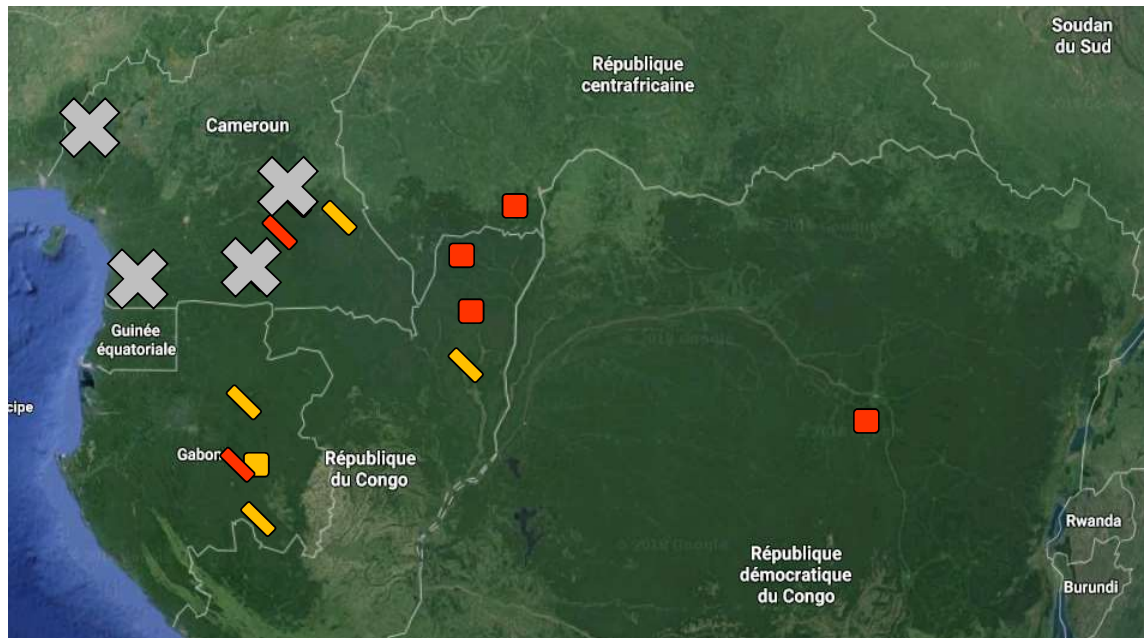 Soudan
du Sud
République
centrafricaine
Cameroun
Guinée
équatoriale
cipe
Gabon
République
du Congo
Rwanda
République
démocratique
du Congo
Burundi